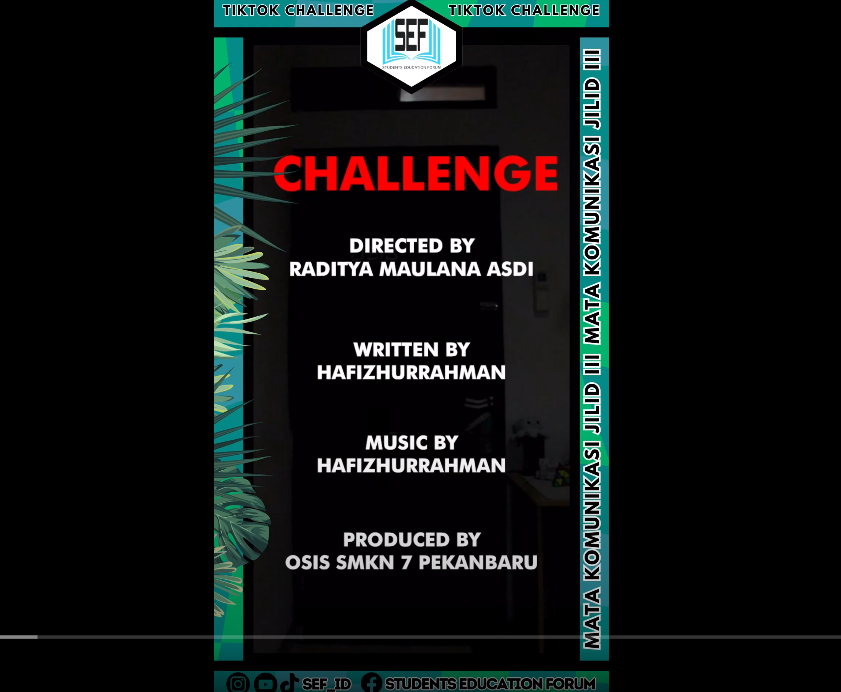 TIKTOK CHALLENGE
TIKTOK CHALLENGE
SEF
STUDENTS EDUCATION FORUM
CHALLENGE
DIRECTED BY
RADITYA MAULANA ASDI
WRITTEN BY
HAFIZHURRAHMAN
MUSIC BY
HAFIZHURRAHMAN
PRODUCED BY
OSIS SMKN 7 PEKANBARU
MATA KOMUNIKASI JILID III
MATA KOMUNIKASI JILID III
SEF_ID
STUDENTS EDUCATION FORUM